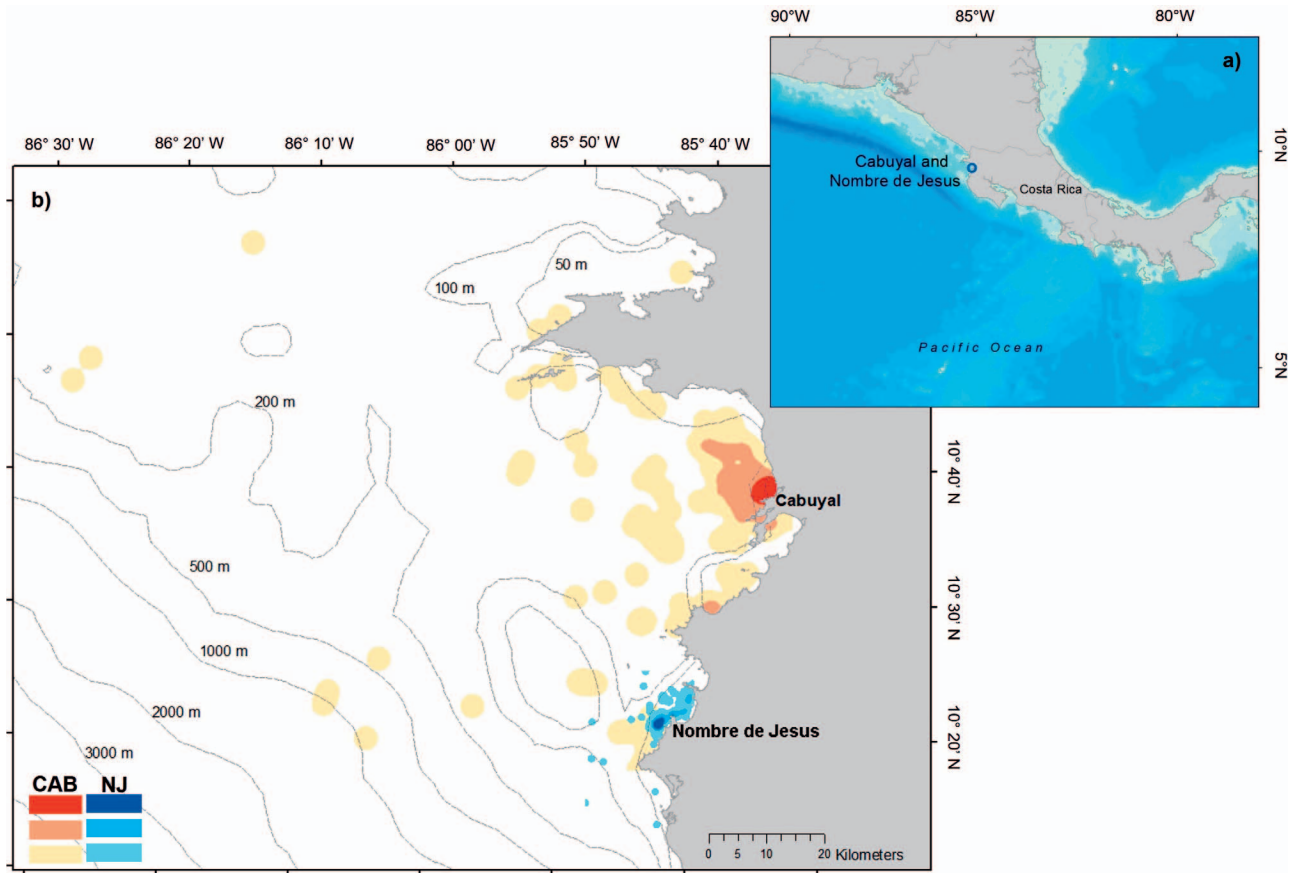 90°W 85°W 80°W
a)
10°N
5°N
Cabuyal and
Nombre de Jesus
Costa Rica
Pacific Ocean
86° 30' W 86° 20' W 86° 10' W 86° 00' W 85° 50' W 85° 40' W
b)
50 m
100 m
200 m
10° 40' N
Cabuyal
500 m
10° 30' N
1000 m
2000 m
Nombre de Jesus
10° 20' N
3000 m
CAB NJ
0 5 10 20 Kilometers